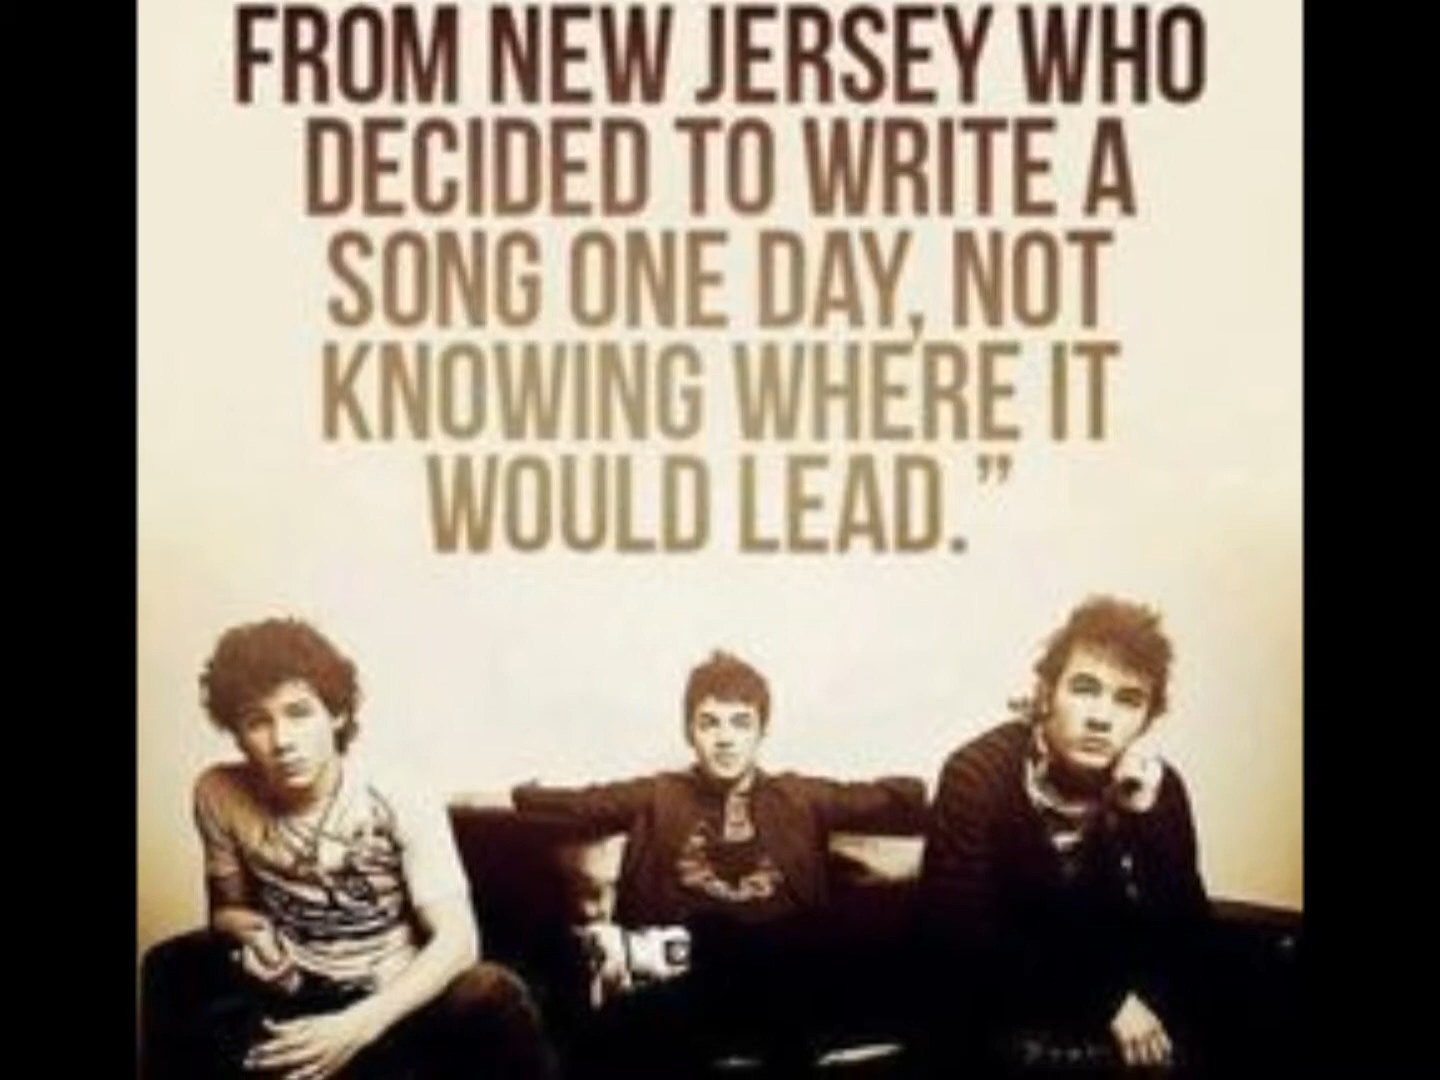 FROM NEW JERSEY WHO
DECIDED TO WRITE A
SONG ONE DAY, NOT
KNOWING WHERE IT
WOULD LEAD.”